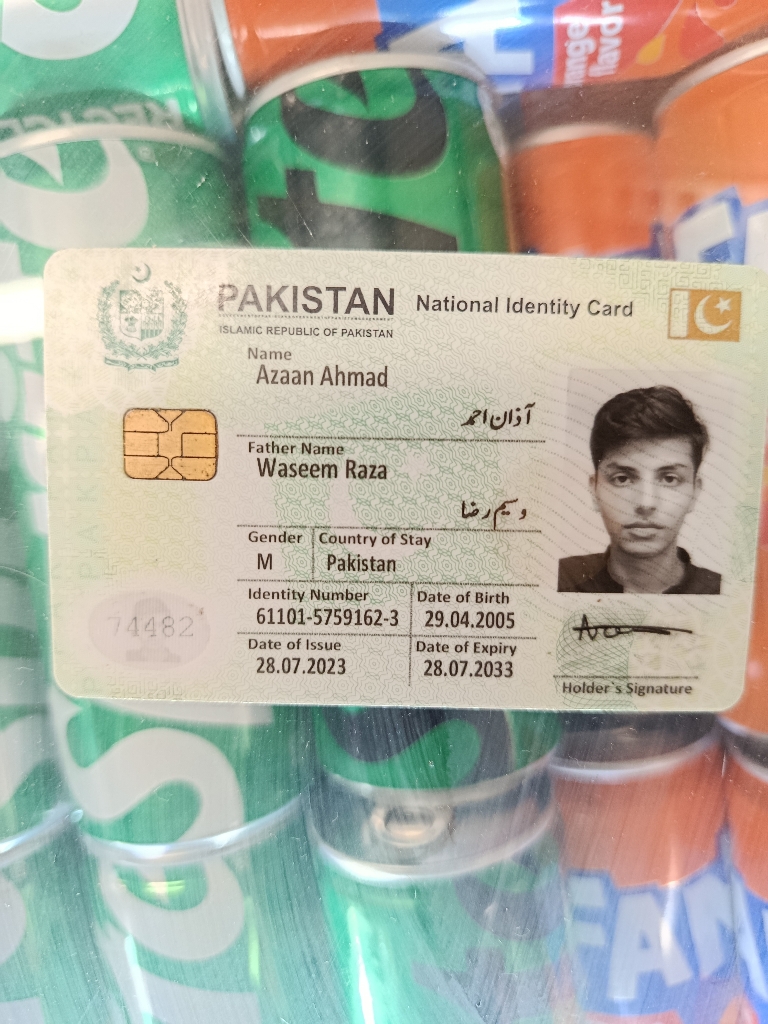 RECYCLE
orange
flavor
PAKISTAN National Identity Card
ISLAMIC REPUBLIC OF PAKISTAN
Name
Azaan Ahmad
آذان احمد
Father Name
Waseem Raza
وسیم رضا
Gender Country of Stay
M Pakistan
Identity Number Date of Birth
61101-5759162-3 29.04.2005
Date of Issue Date of Expiry
28.07.2023 28.07.2033
74482
Holder`s Signature